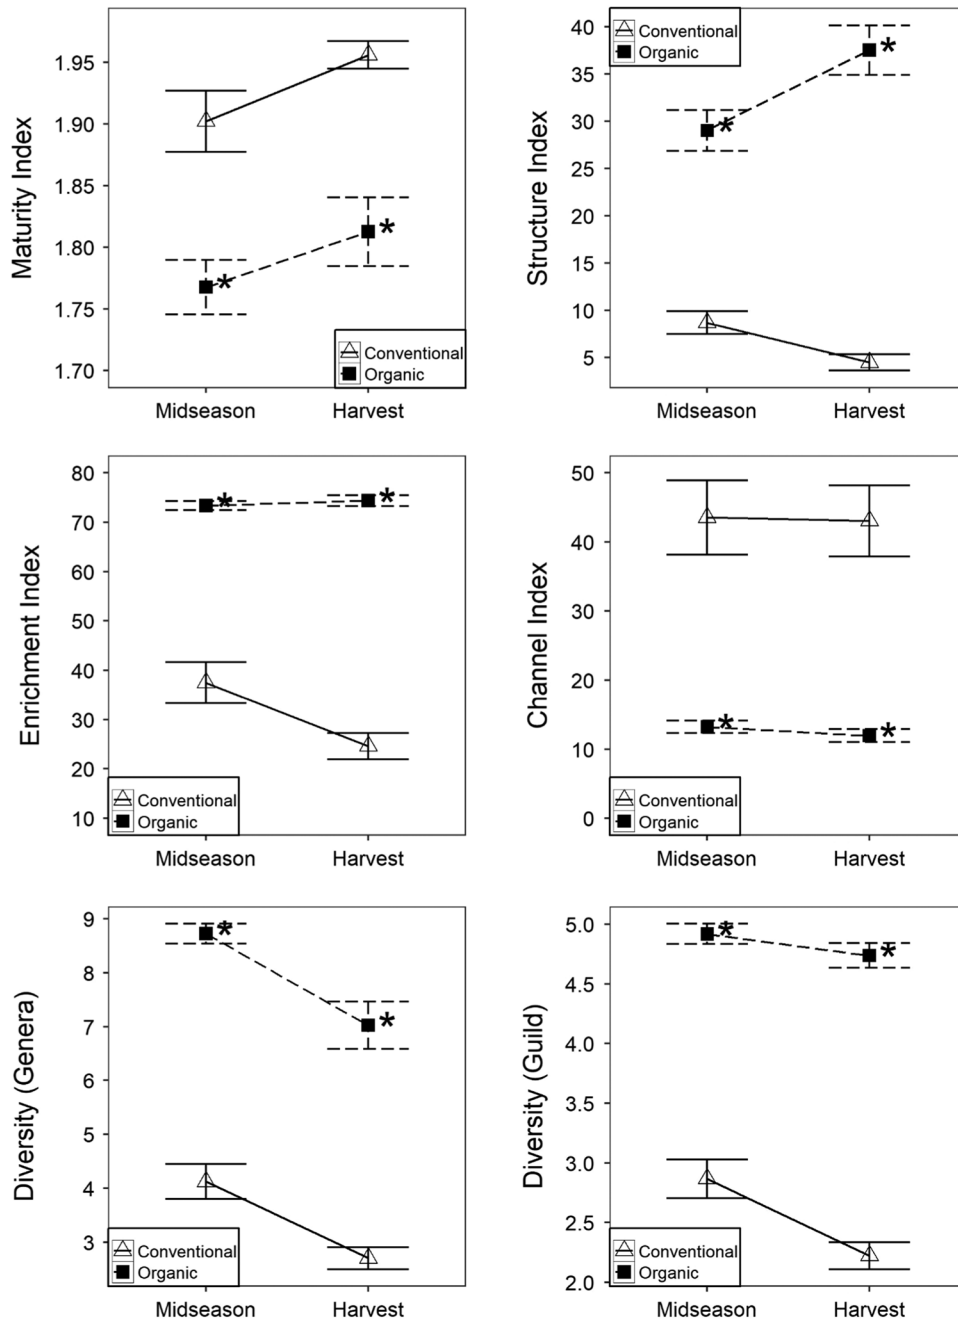 Maturity Index
1.95
1.90
1.85
1.80
1.75
1.70
*
*
Conventional
Organic
Midseason
Harvest
Structure Index
40
35
30
25
20
15
10
5
Conventional
Organic
*
*
Midseason
Harvest
Enrichment Index
80
70
60
50
40
30
20
10
*
*
Conventional
Organic
Midseason
Harvest
Channel Index
50
40
30
20
10
0
*
*
Conventional
Organic
Midseason
Harvest
Diversity (Genera)
9
8
7
6
5
4
3
*
*
Conventional
Organic
Midseason
Harvest
Diversity (Guild)
5.0
4.5
4.0
3.5
3.0
2.5
2.0
*
*
Conventional
Organic
Midseason
Harvest